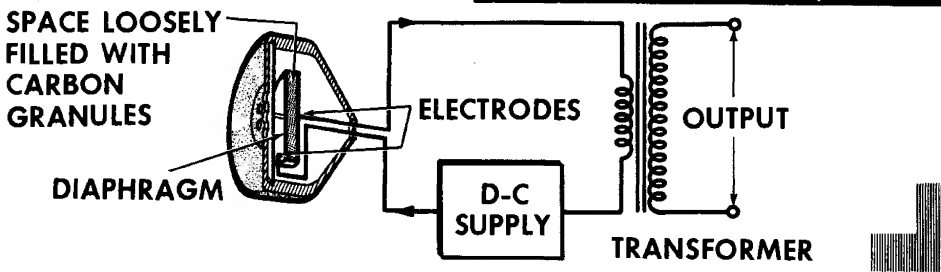 SPACE LOOSELY
FILLED WITH
CARBON
GRANULES
DIAPHRAGM
ELECTRODES
D-C
SUPPLY
OUTPUT
TRANSFORMER